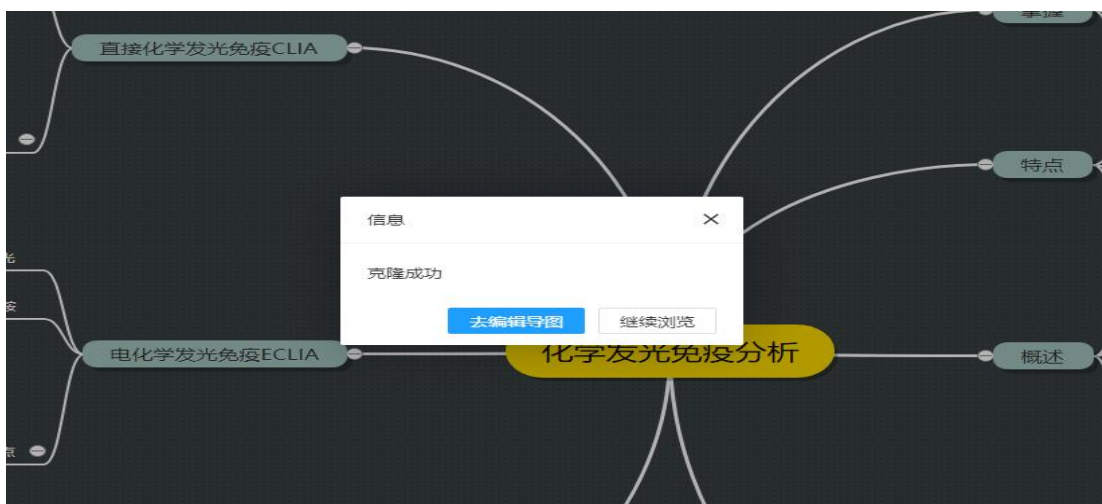 掌握
直接化学发光免疫CLIA
特点
信息
克隆成功
去编辑导图
继续浏览
化学发光免疫分析
电化学发光免疫ECLIA
概述